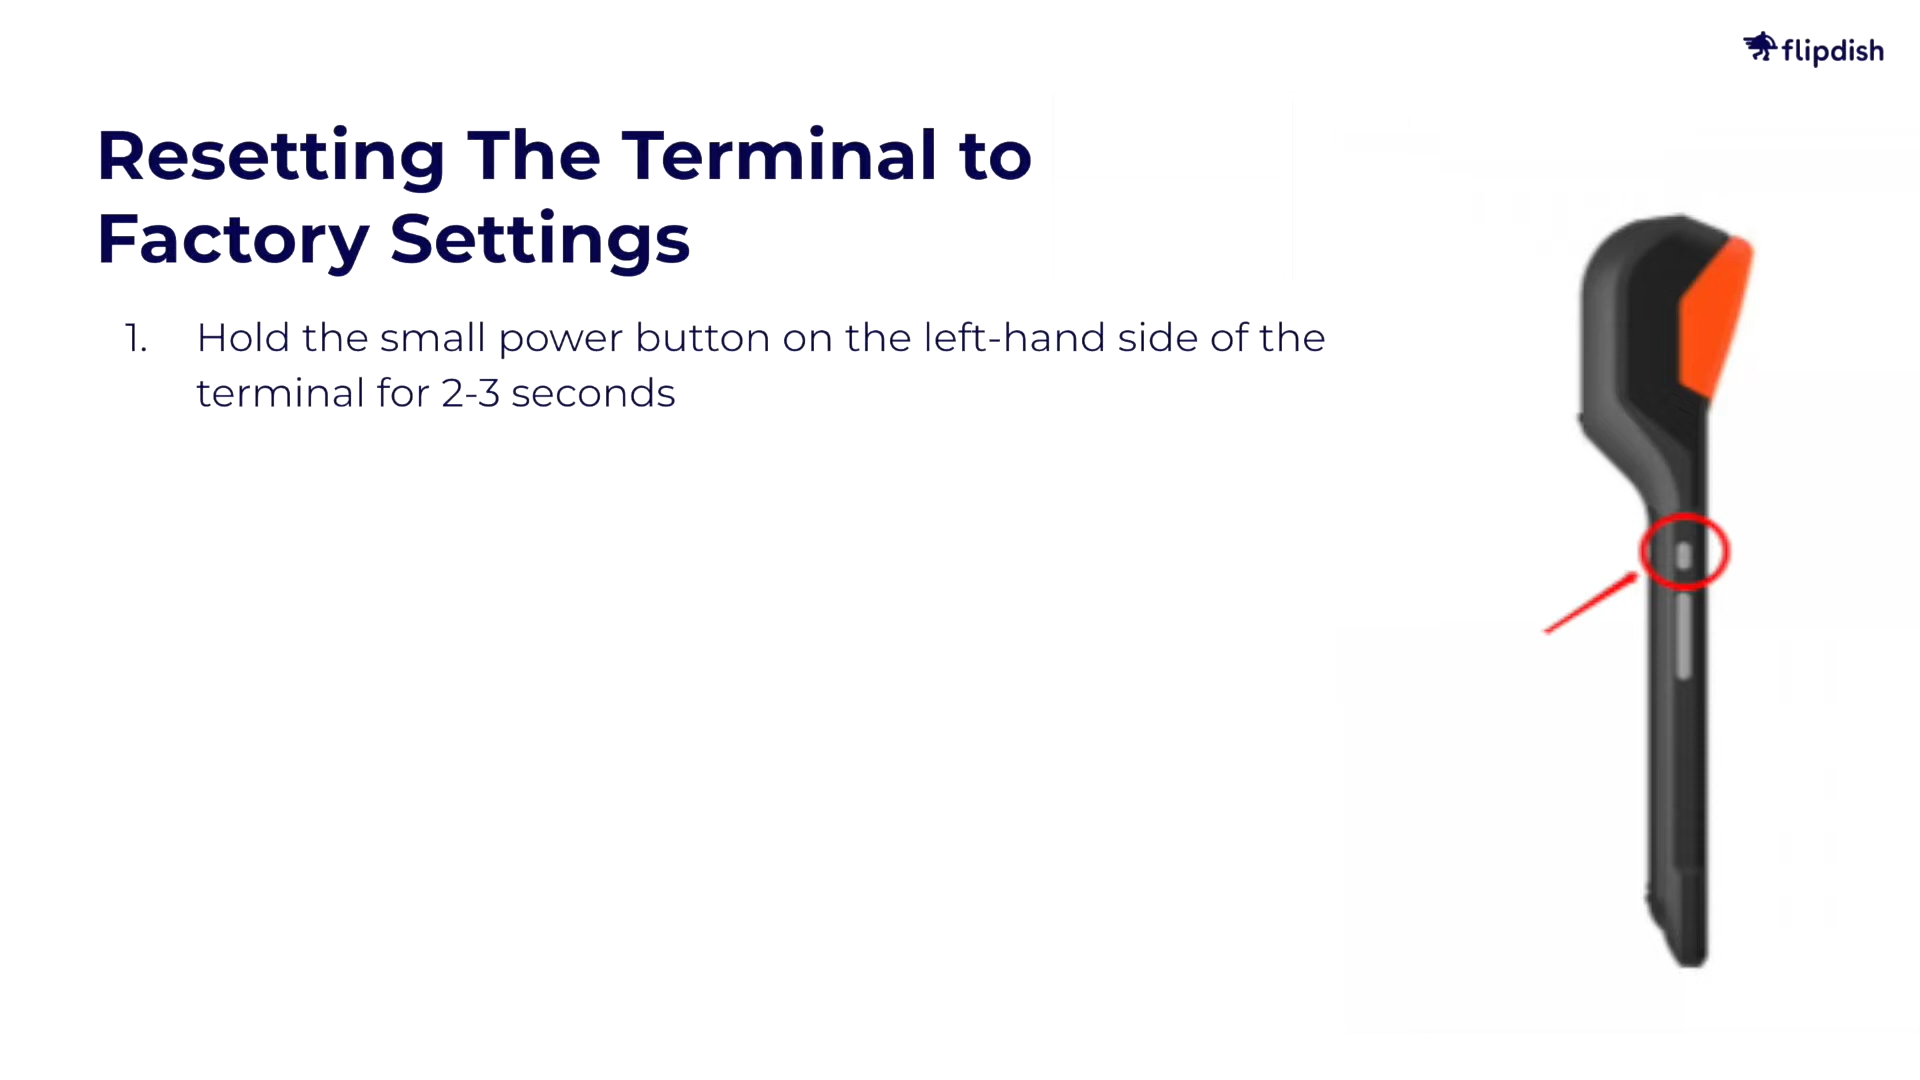 flipdish
Resetting The Terminal to
Factory Settings
1. Hold the small power button on the left-hand side of the
terminal for 2-3 seconds